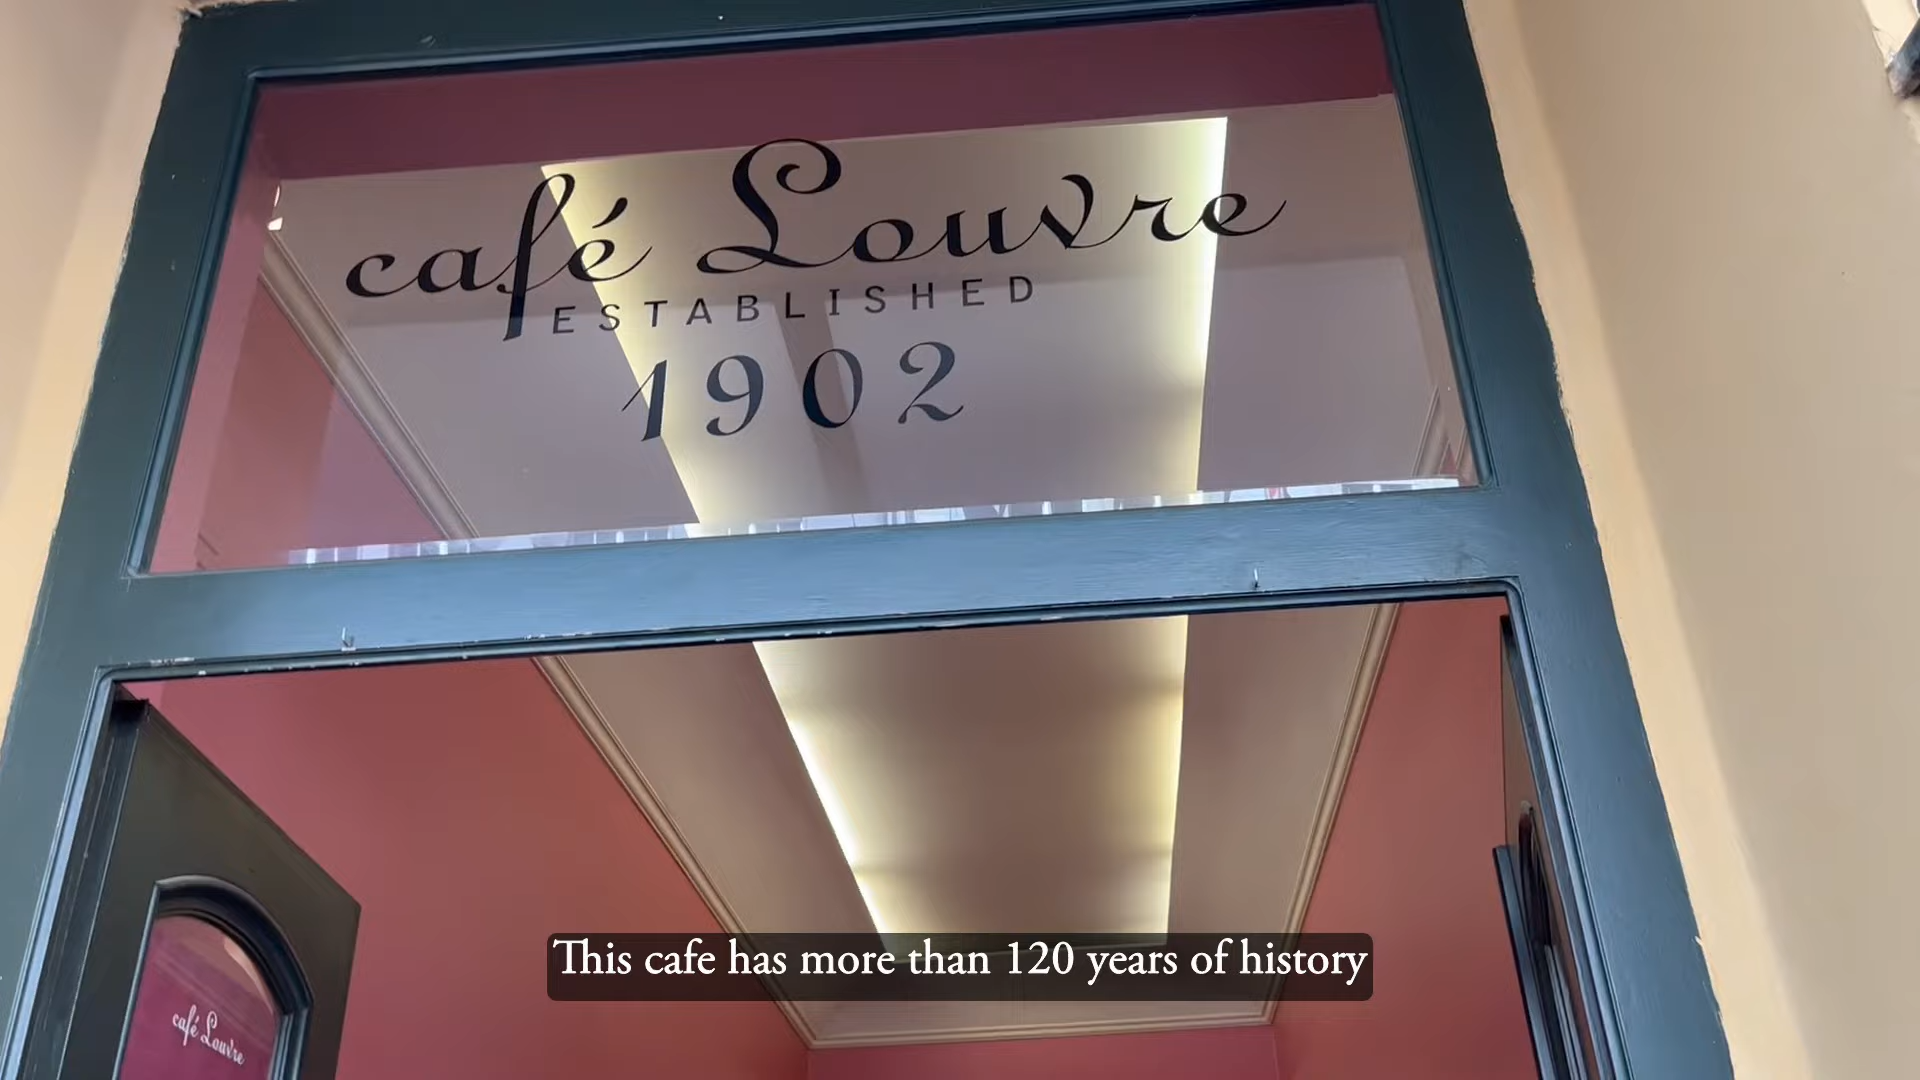 café Louvre
ESTABLISHED
1902
This cafe has more than 120 years of history
café Louvre